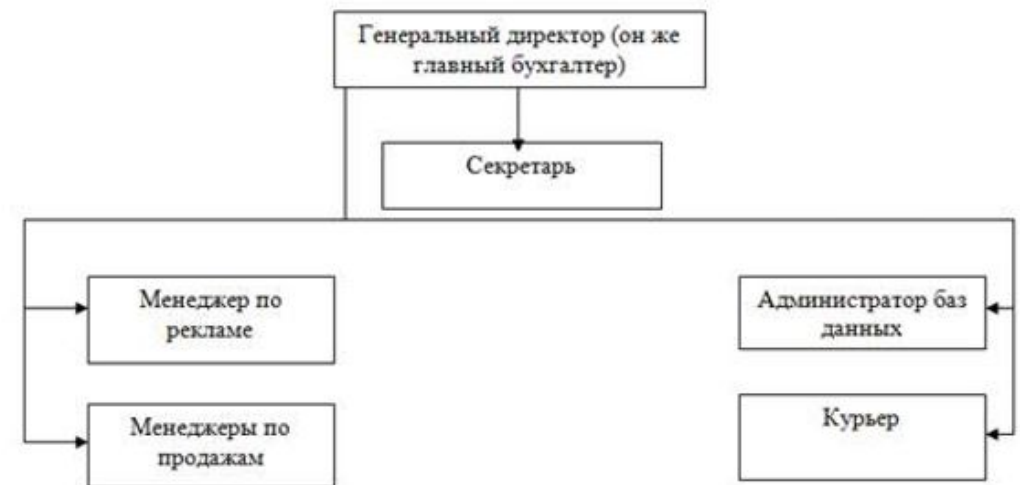 Генеральный директор (он же
главный бухгалтер)
Секретарь
Менеджер по
рекламе
Администратор баз
данных
Менеджеры по
продажам
Курьер